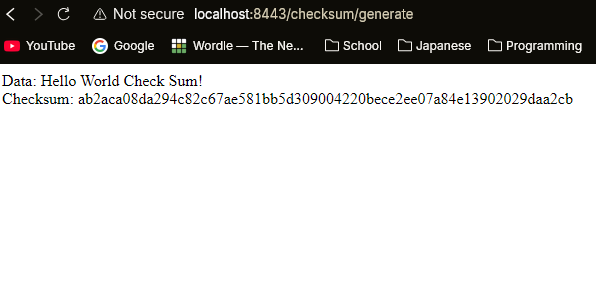 Not secure localhost:8443/checksum/generate
YouTube Google Wordle — The Ne... School Japanese Programming
Data: Hello World Check Sum!
Checksum: ab2aca08da294c82c67ae581bb5d309004220bece2ee07a84e13902029daa2cb